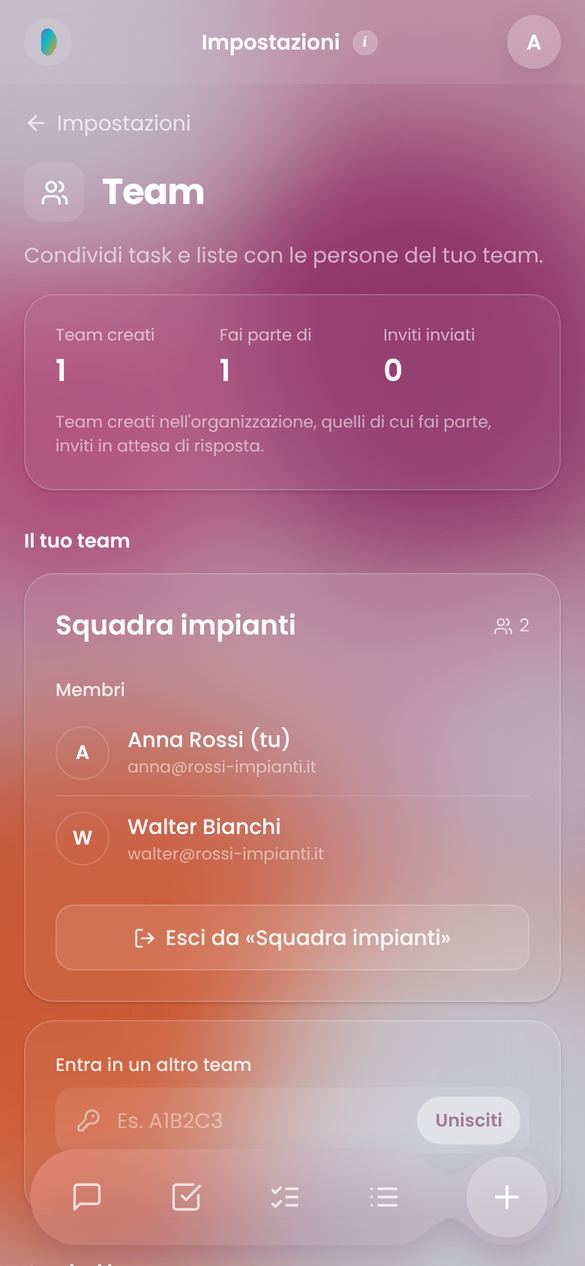 Impostazioni i
A
Impostazioni
Team
Condividi task e liste con le persone del tuo team.
Team creati
1
Fai parte di
1
Inviti inviati
0
Team creati nell'organizzazione, quelli di cui fai parte,
inviti in attesa di risposta.
Il tuo team
Squadra impianti
2
Membri
A
Anna Rossi (tu)
anna@rossi-impianti.it
W
Walter Bianchi
walter@rossi-impianti.it
Esci da «Squadra impianti»
Entra in un altro team
Es. A1B2C3
Unisciti